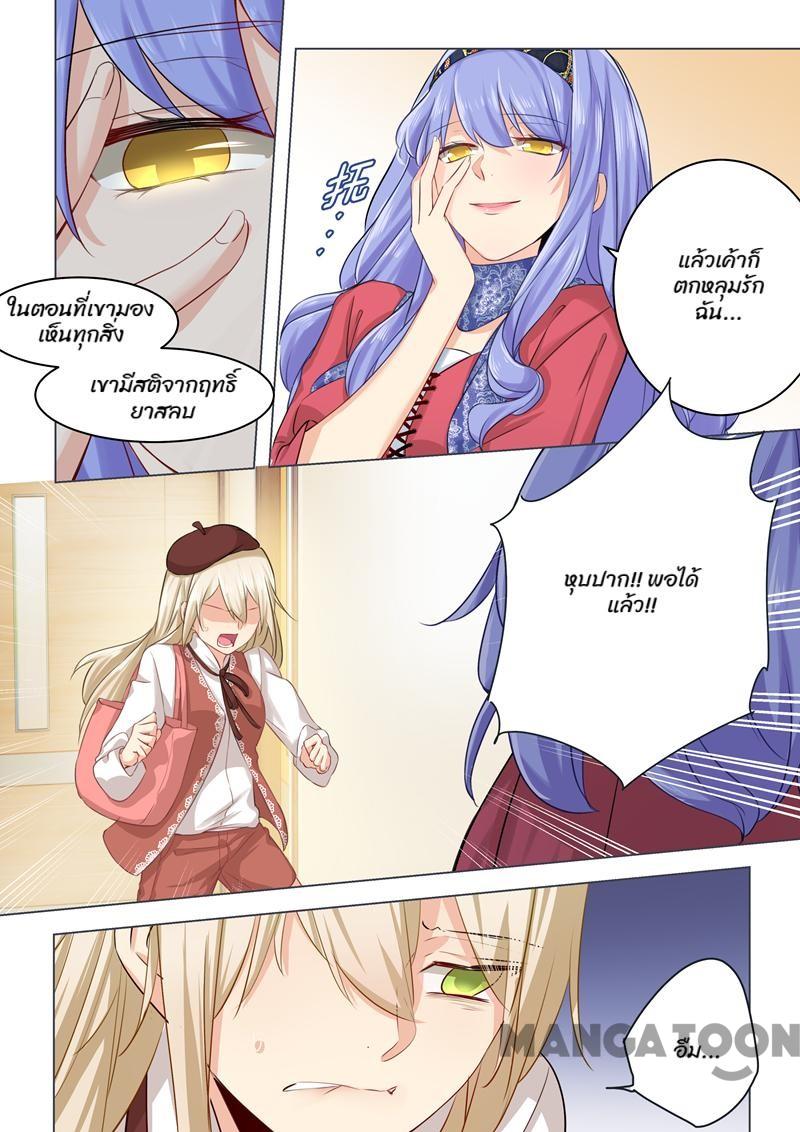 ในตอนที่เขามอง
เห็นทุกสิ่ง
เขามีสติจากฤทธิ์
ยาสลบ
แล้วเค้าก็
ตกหลุมรัก
ฉัน...
หุบปาก!! พอได้
แล้ว!!
อืม...
MANGATOON